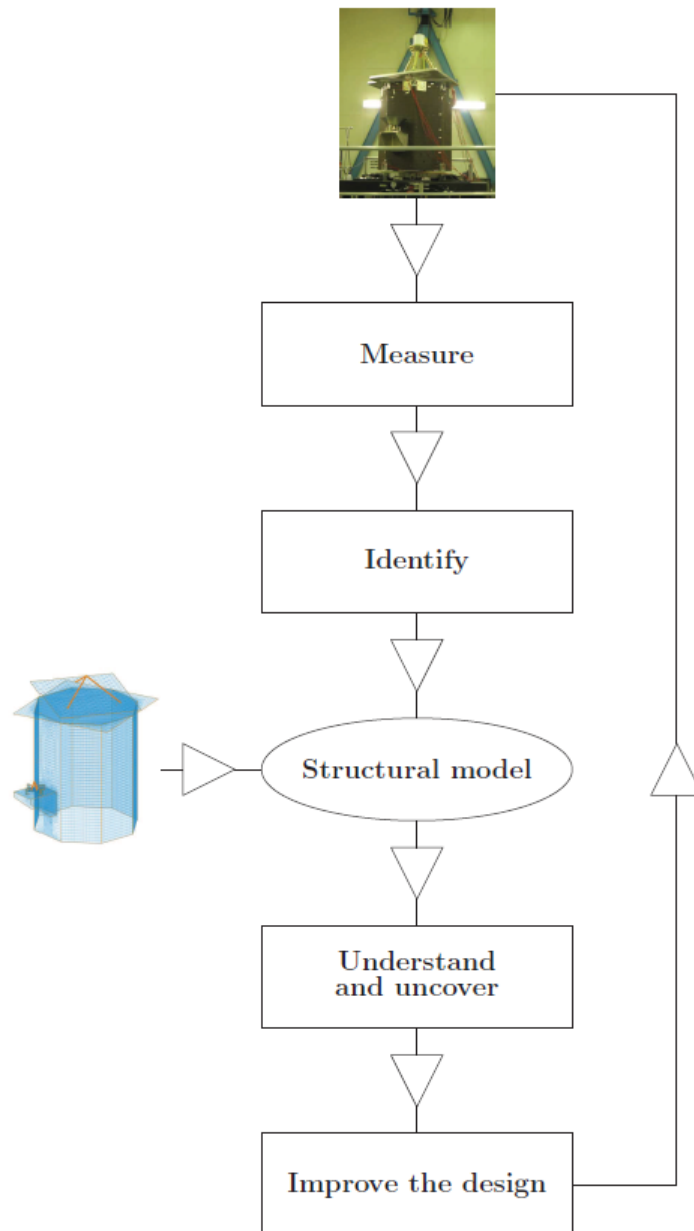 Measure
Identify
Structural model
Understand
and uncover
Improve the design